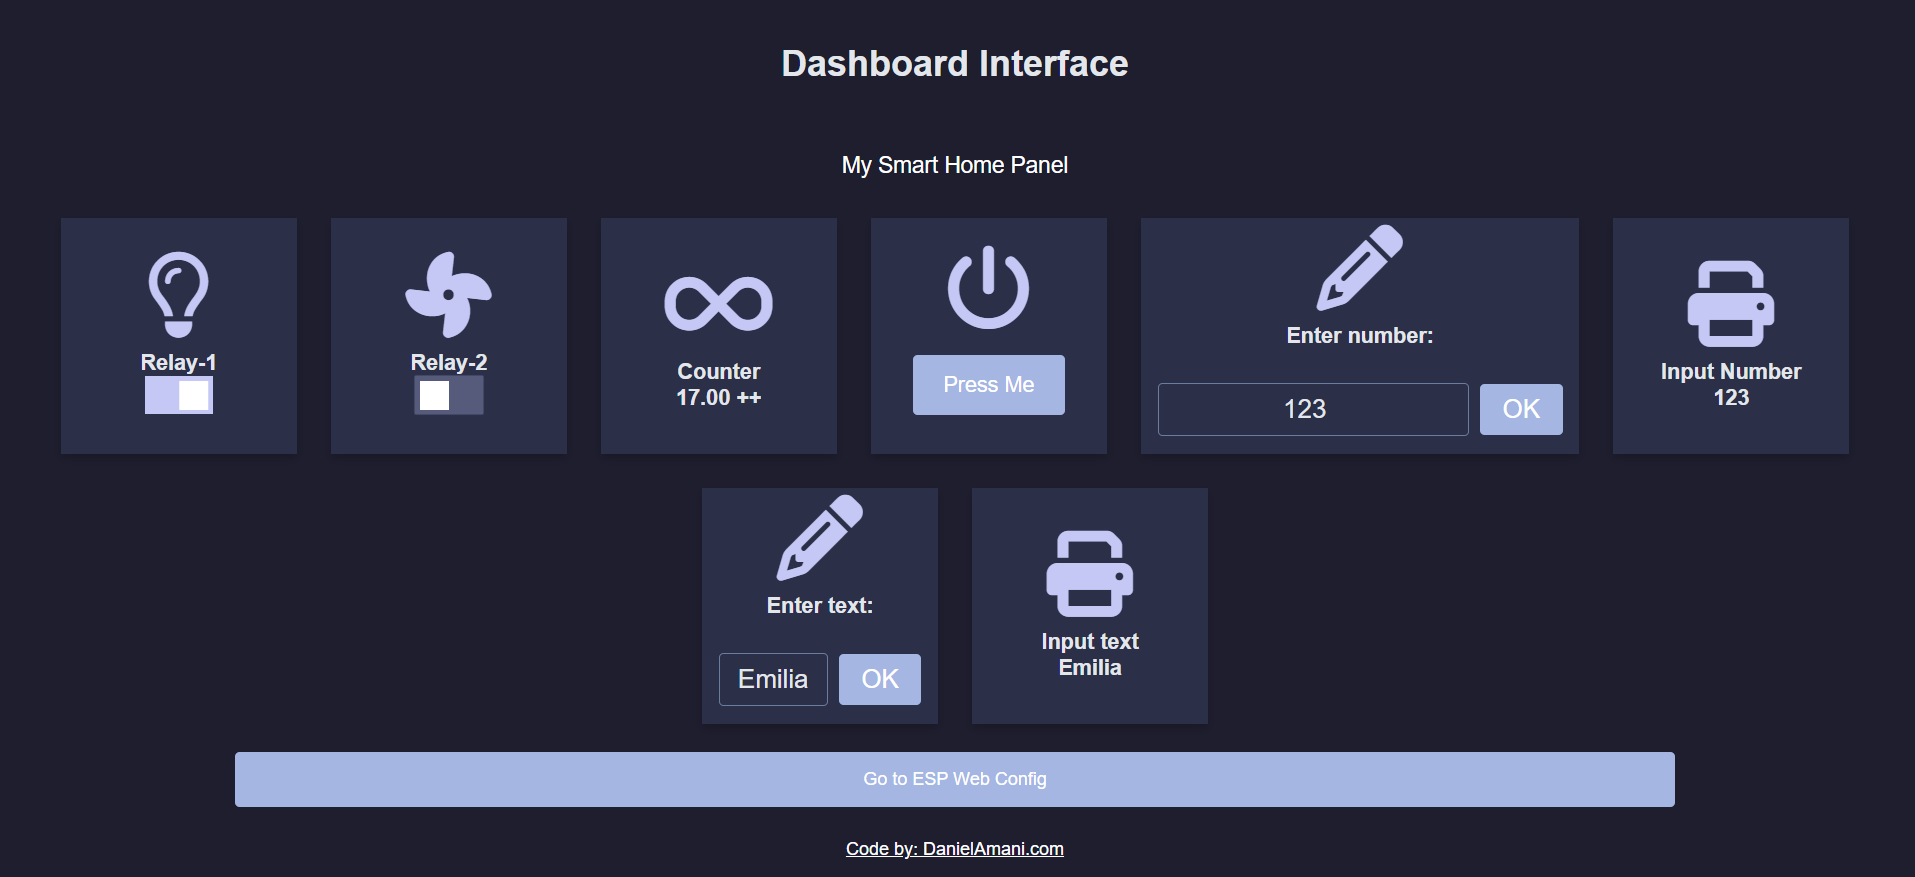 Dashboard Interface
My Smart Home Panel
Relay-1
Relay-2
Counter
17.00 ++
Press Me
Enter number:
123
OK
Input Number
123
Enter text:
Emilia
OK
Input text
Emilia
Go to ESP Web Config
Code by: DanielAmani.com